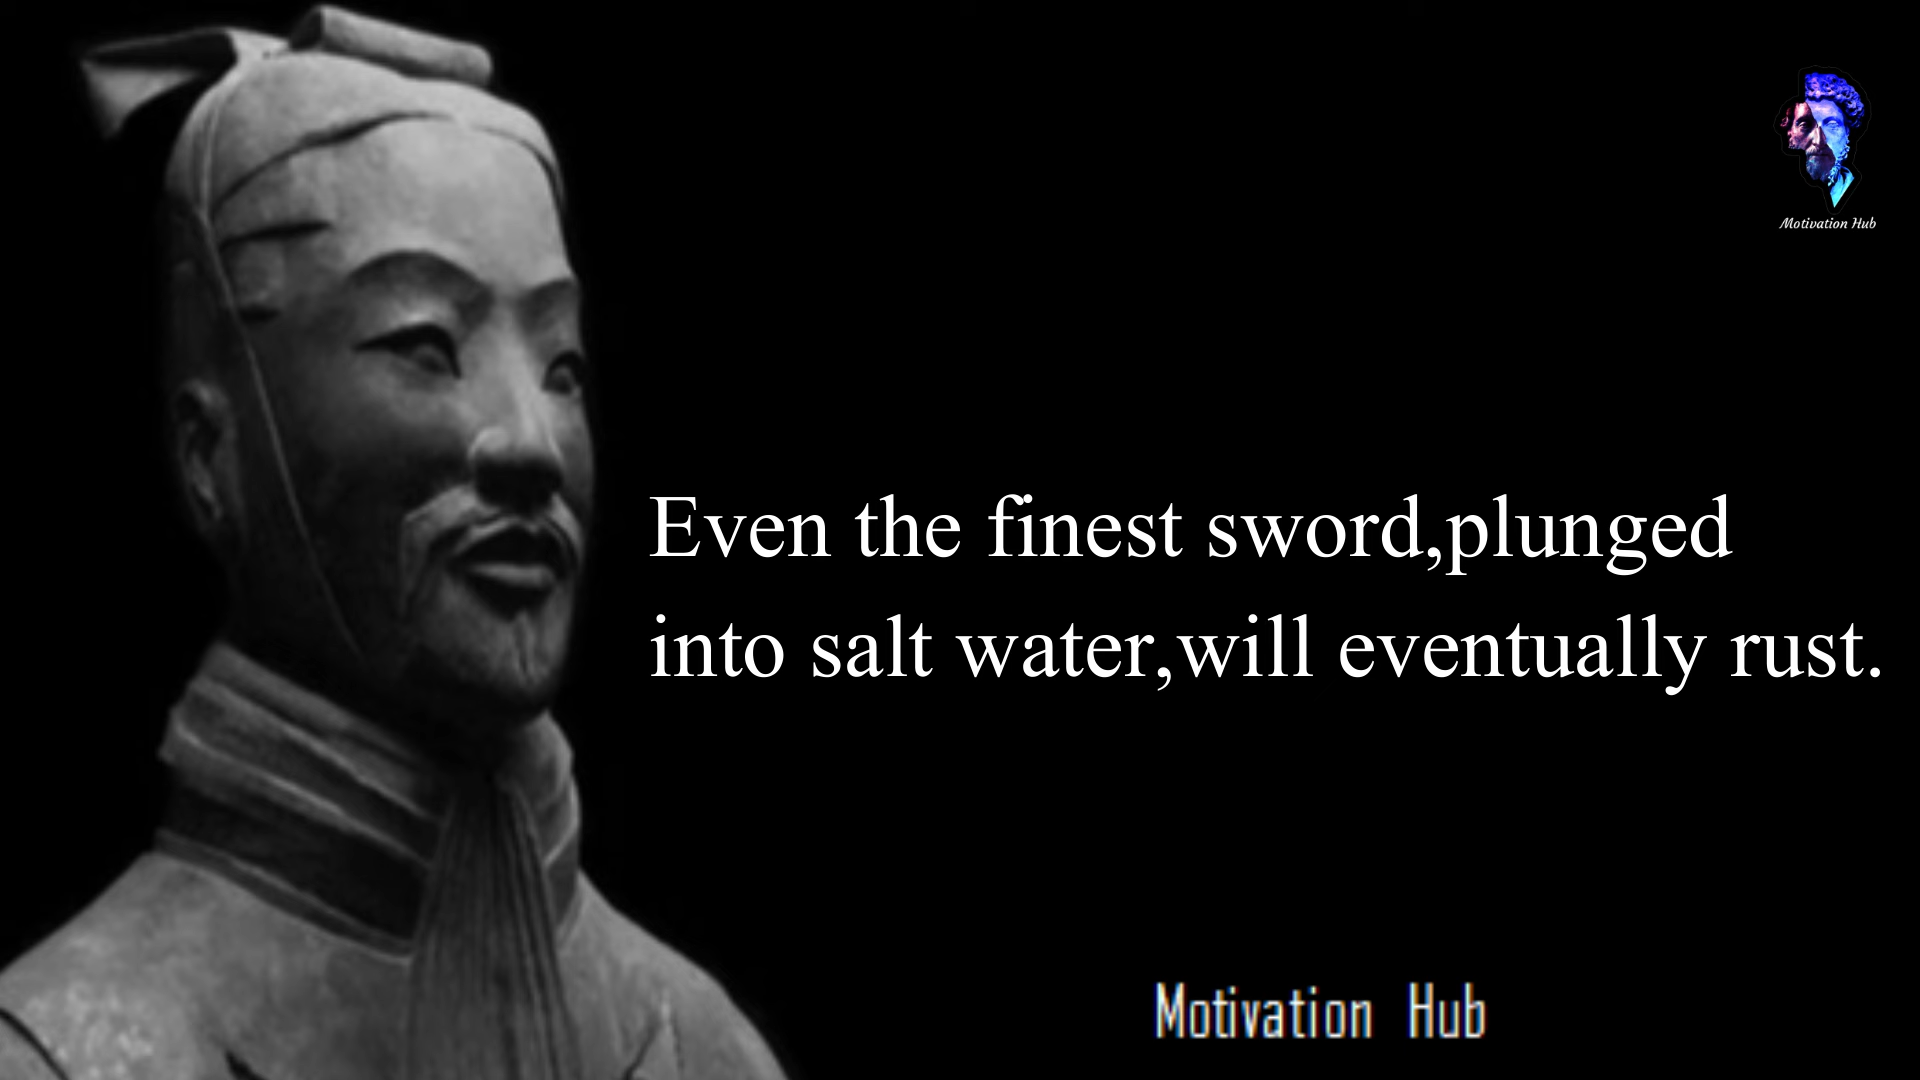 Motivation Hub
Even the finest sword,plunged
into salt water,will eventually rust.
Motivation Hub